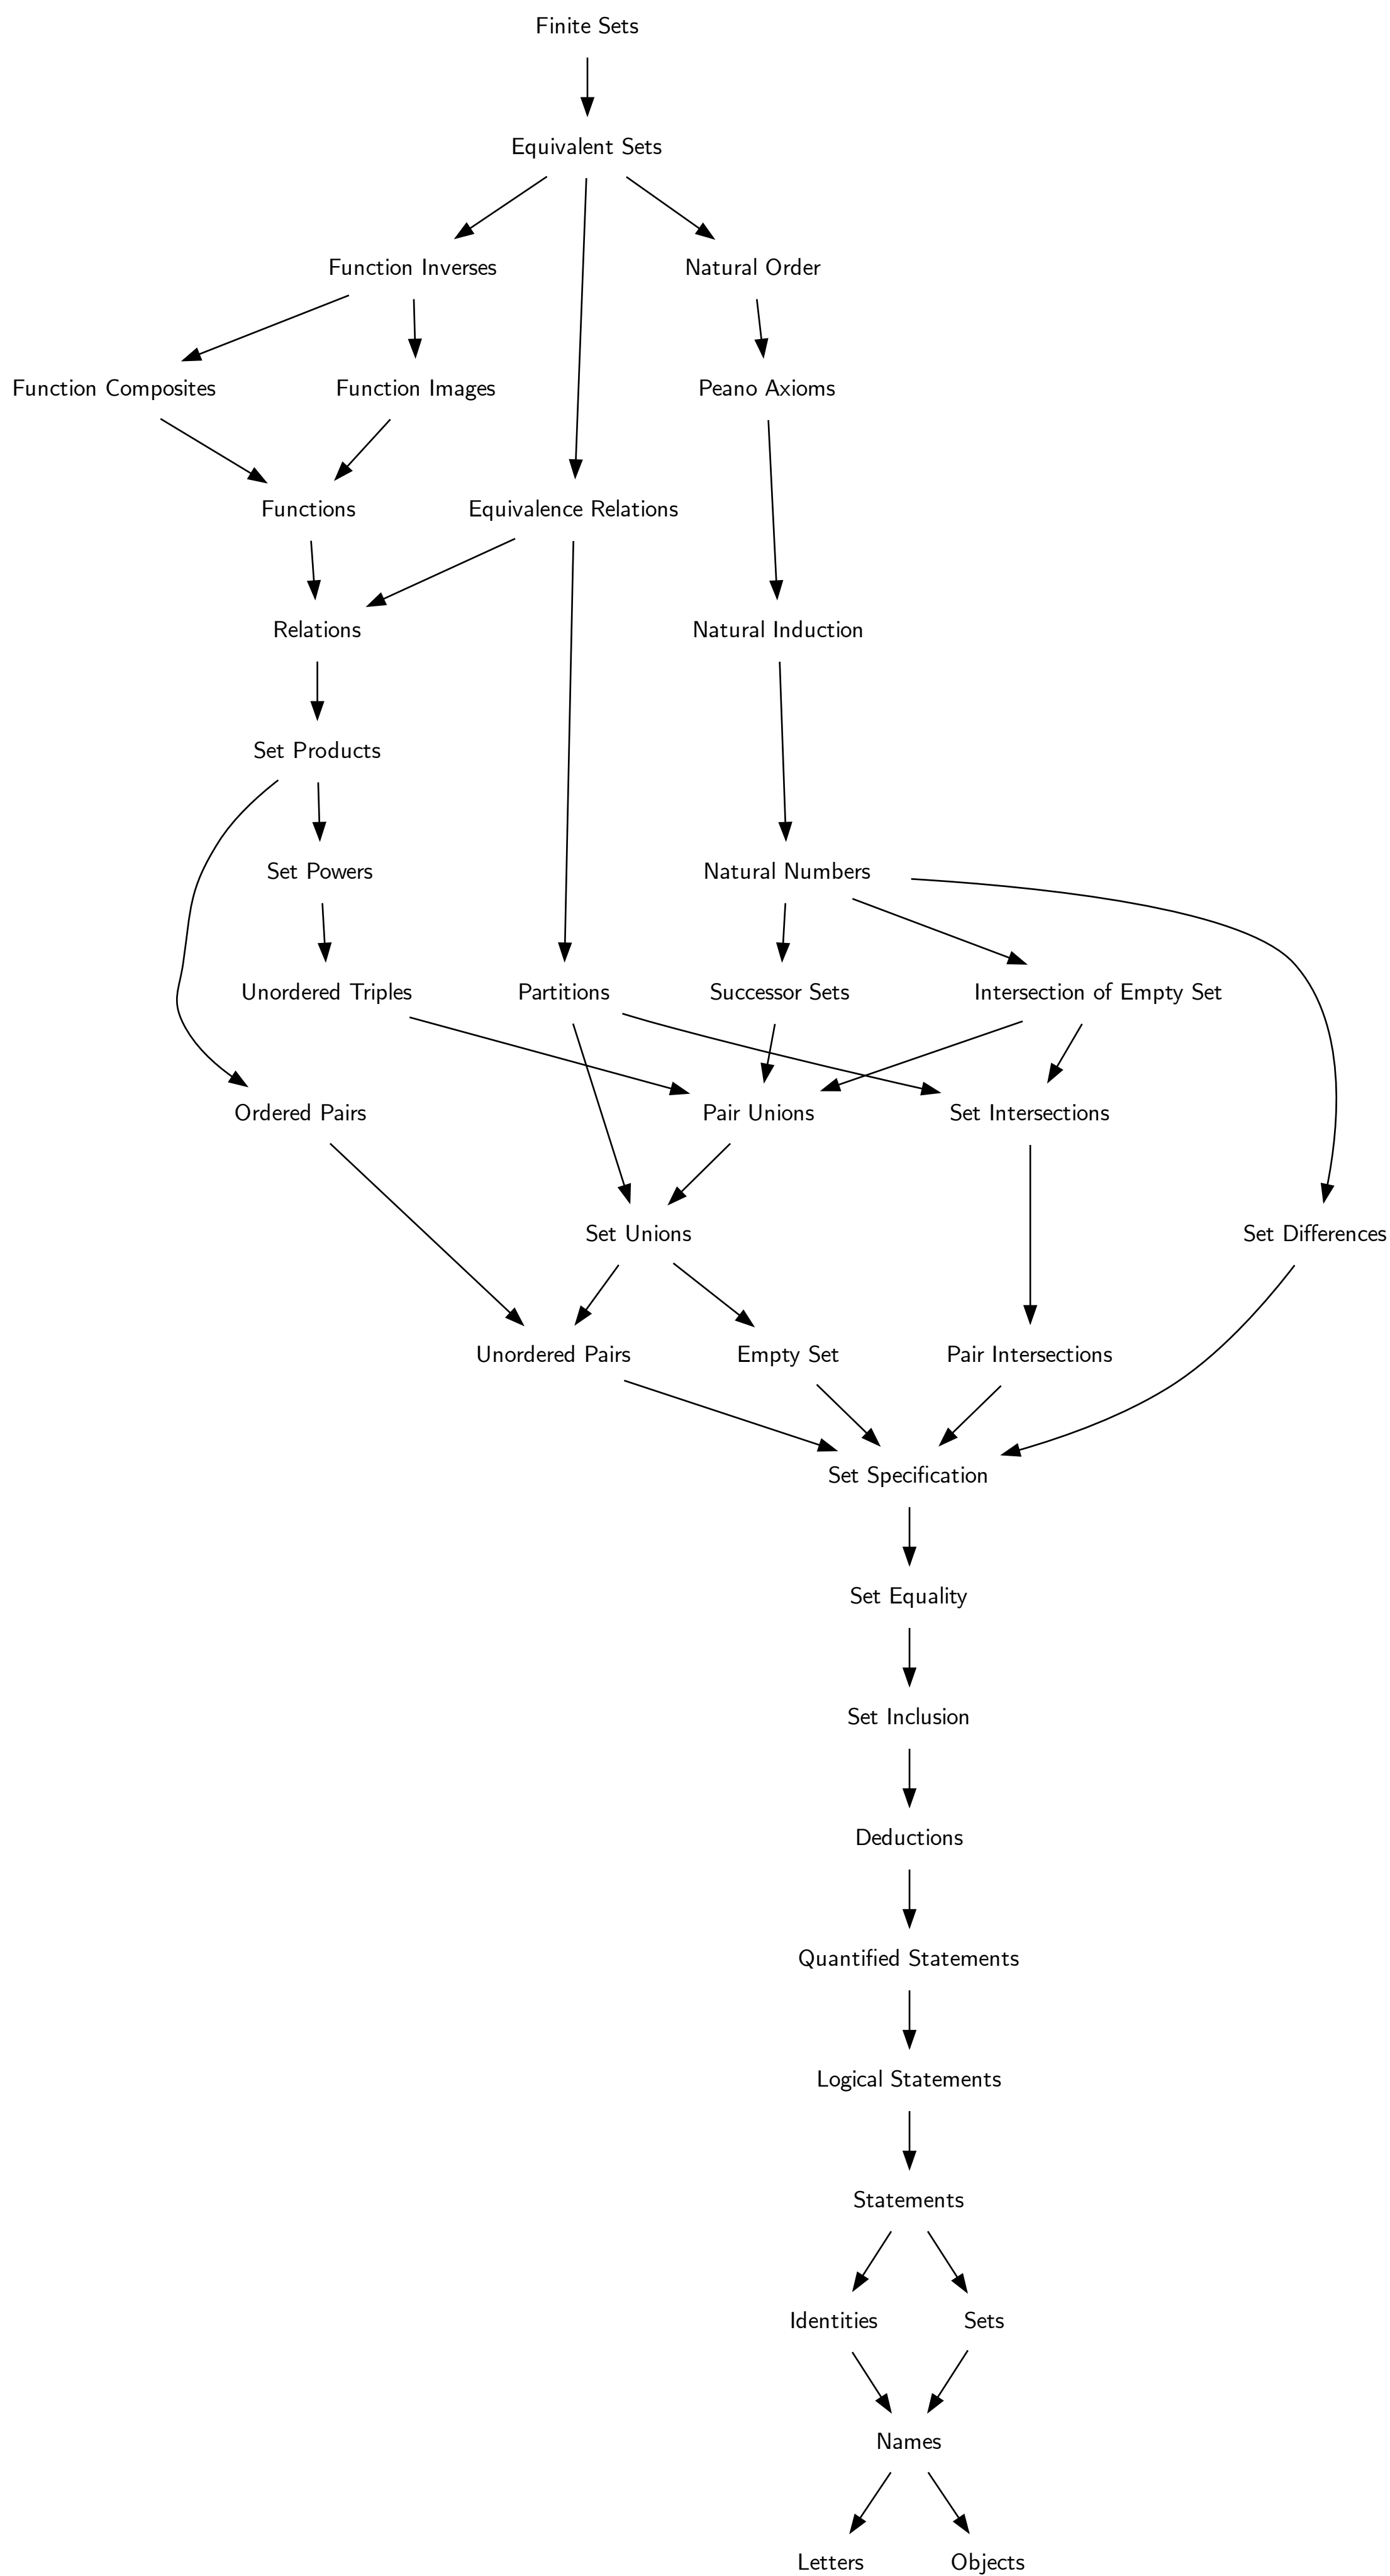 Finite Sets
Equivalent Sets
Function Inverses
Natural Order
Function Composites
Function Images
Peano Axioms
Functions
Equivalence Relations
Relations
Natural Induction
Set Products
Set Powers
Natural Numbers
Unordered Triples
Partitions
Successor Sets
Intersection of Empty Set
Ordered Pairs
Pair Unions
Set Intersections
Set Unions
Set Differences
Unordered Pairs
Empty Set
Pair Intersections
Set Specification
Set Equality
Set Inclusion
Deductions
Quantified Statements
Logical Statements
Statements
Identities
Sets
Names
Letters
Objects